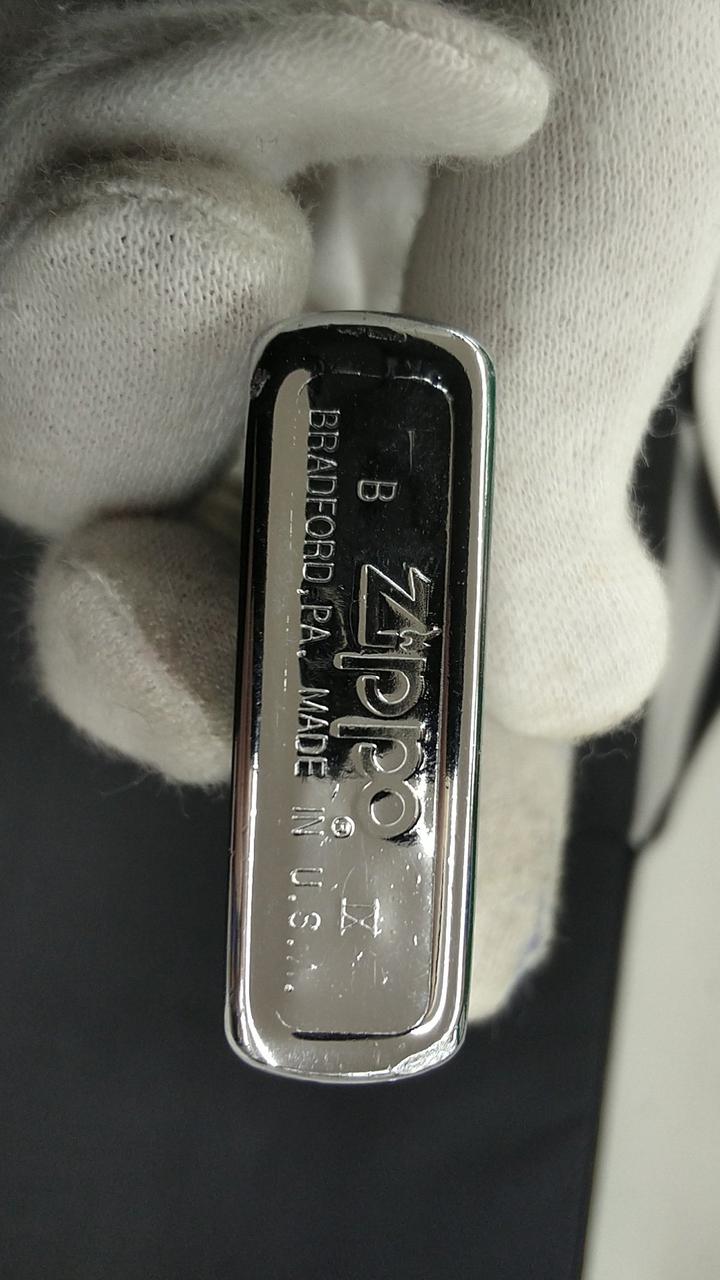 B Zippo ® IX
BRADFORD, PA. MADE IN U.S.A.